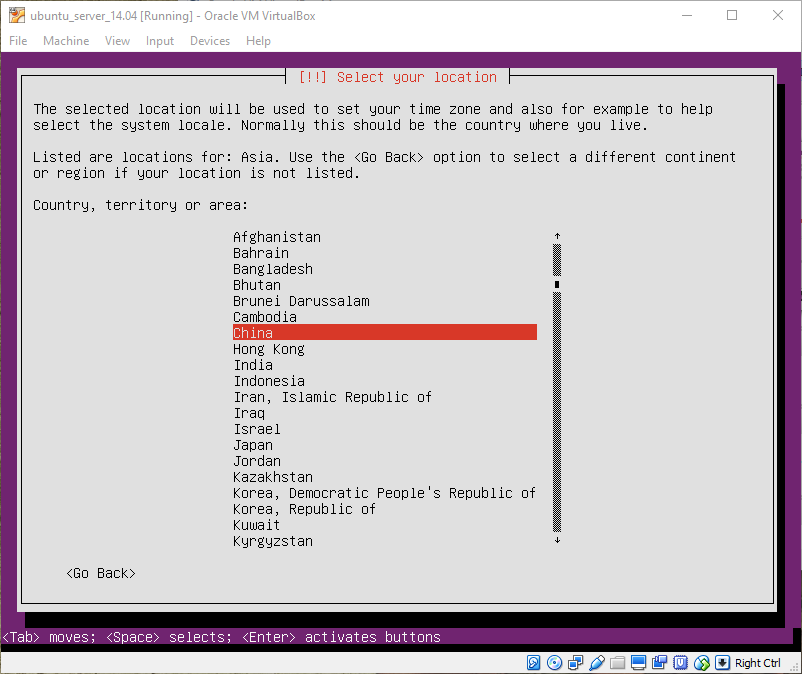 ubuntu_server_14.04 [Running] - Oracle VM VirtualBox
File Machine View Input Devices Help
[!!] Select your location
The selected location will be used to set your time zone and also for example to help
select the system locale. Normally this should be the country where you live.
Listed are locations for: Asia. Use the <Go Back> option to select a different continent
or region if your location is not listed.
Country, territory or area:
Afghanistan
Bahrain
Bangladesh
Bhutan
Brunei Darussalam
Cambodia
China
Hong Kong
India
Indonesia
Iran, Islamic Republic of
Iraq
Israel
Japan
Jordan
Kazakhstan
Korea, Democratic People's Republic of
Korea, Republic of
Kuwait
Kyrgyzstan
<Go Back>
<Tab> moves; <Space> selects; <Enter> activates buttons
Right Ctrl